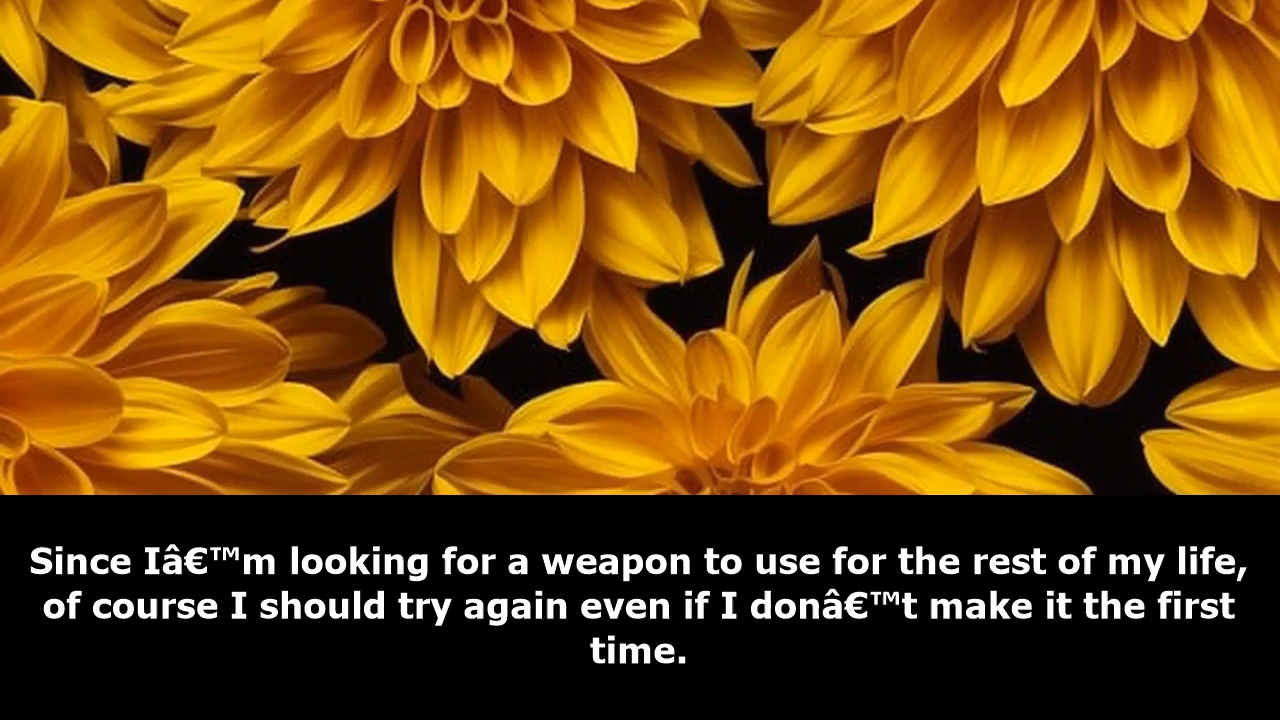 Since Iâ€™m looking for a weapon to use for the rest of my life,
of course I should try again even if I donâ€™t make it the first
time.